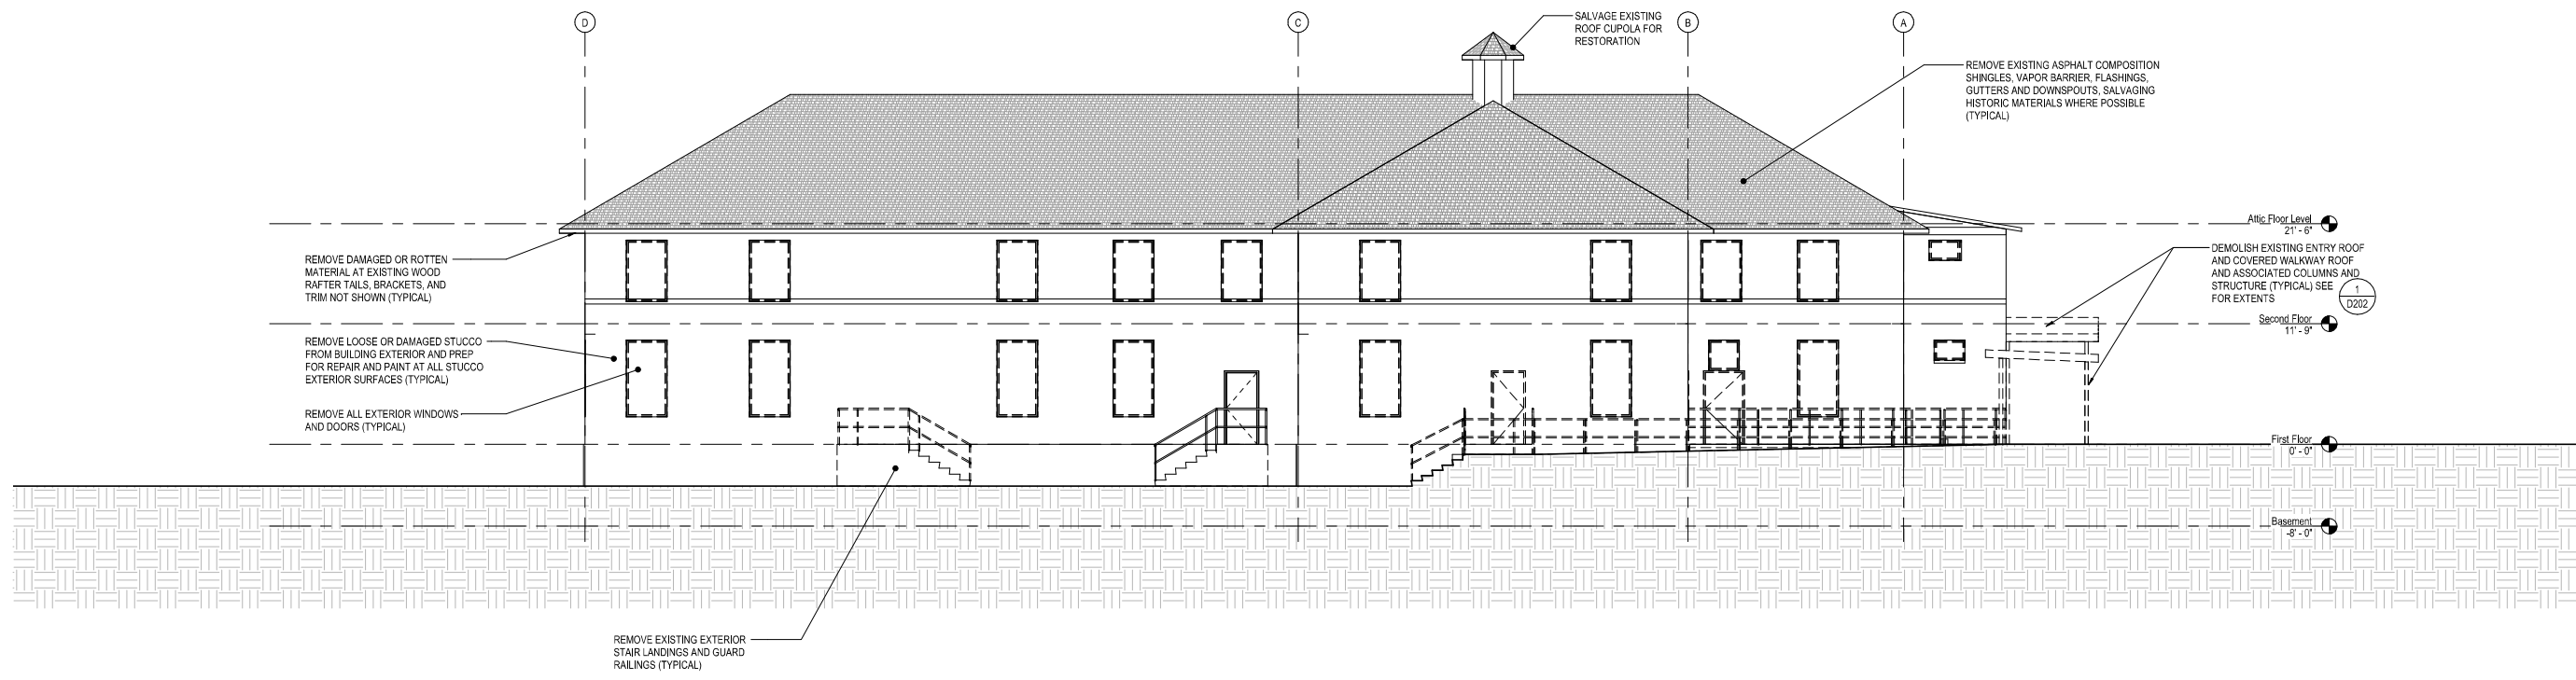 D
C
B
A
SALVAGE EXISTING
ROOF CUPOLA FOR
RESTORATION
REMOVE EXISTING ASPHALT COMPOSITION
SHINGLES, VAPOR BARRIER, FLASHINGS,
GUTTERS AND DOWNSPOUTS, SALVAGING
HISTORIC MATERIALS WHERE POSSIBLE
(TYPICAL)
Attic Floor Level
21' - 6"
DEMOLISH EXISTING ENTRY ROOF
AND COVERED WALKWAY ROOF
AND ASSOCIATED COLUMNS AND
STRUCTURE (TYPICAL) SEE
FOR EXTENTS
1
D202
REMOVE DAMAGED OR ROTTEN
MATERIAL AT EXISTING WOOD
RAFTER TAILS, BRACKETS, AND
TRIM NOT SHOWN (TYPICAL)
Second Floor
11' - 9"
REMOVE LOOSE OR DAMAGED STUCCO
FROM BUILDING EXTERIOR AND PREP
FOR REPAIR AND PAINT AT ALL STUCCO
EXTERIOR SURFACES (TYPICAL)
REMOVE ALL EXTERIOR WINDOWS
AND DOORS (TYPICAL)
First Floor
0' - 0"
Basement
-8' - 0"
REMOVE EXISTING EXTERIOR
STAIR LANDINGS AND GUARD
RAILINGS (TYPICAL)